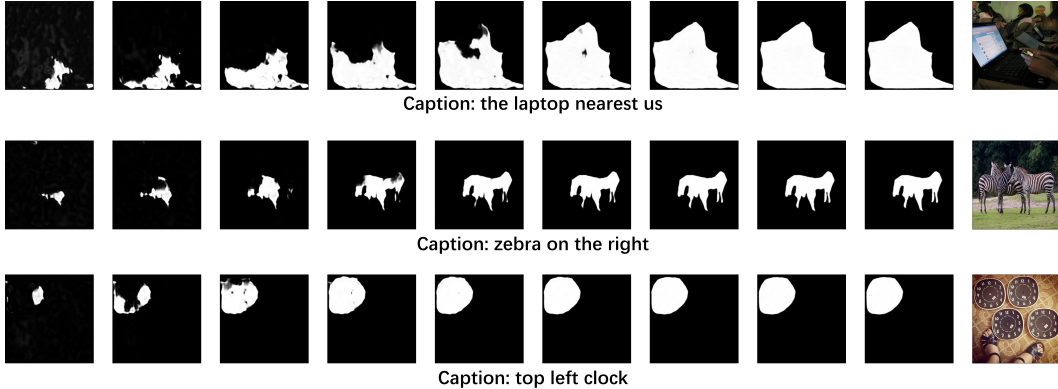 Caption: the laptop nearest us
Caption: zebra on the right
Caption: top left clock